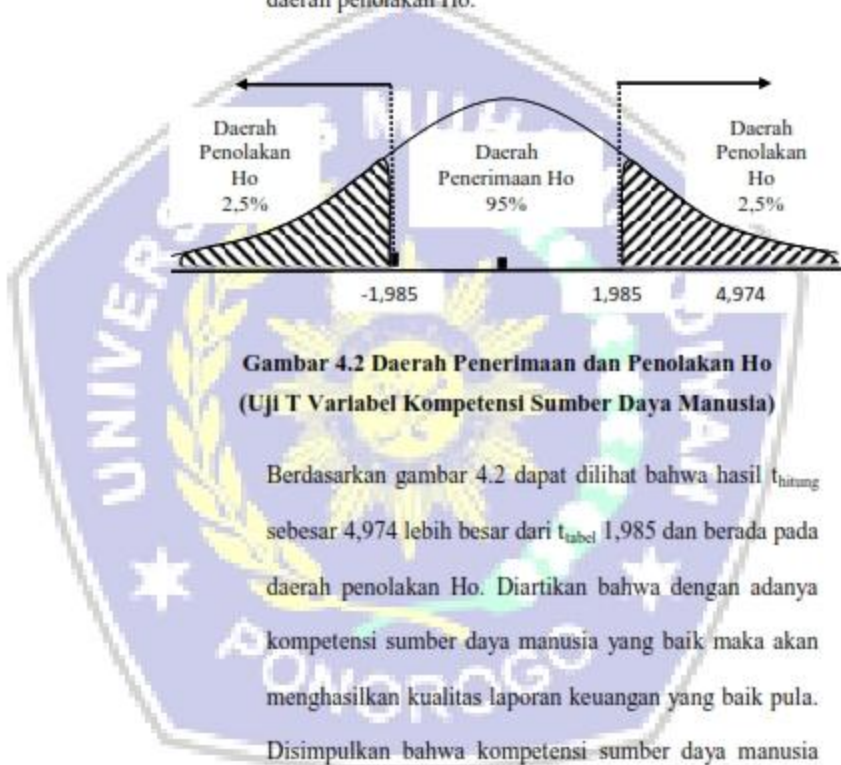 daerah penolakan Ho.
Daerah
Penolakan
Ho
2,5%
Daerah
Penerimaan Ho
95%
Daerah
Penolakan
Ho
2,5%
-1,985
1,985
4,974
Gambar 4.2 Daerah Penerimaan dan Penolakan Ho
(Uji T Variabel Kompetensi Sumber Daya Manusia)
Berdasarkan gambar 4.2 dapat dilihat bahwa hasil thitung
sebesar 4,974 lebih besar dari ttabel 1,985 dan berada pada
daerah penolakan Ho. Diartikan bahwa dengan adanya
kompetensi sumber daya manusia yang baik maka akan
menghasilkan kualitas laporan keuangan yang baik pula.
Disimpulkan bahwa kompetensi sumber daya manusia
PONOROGO